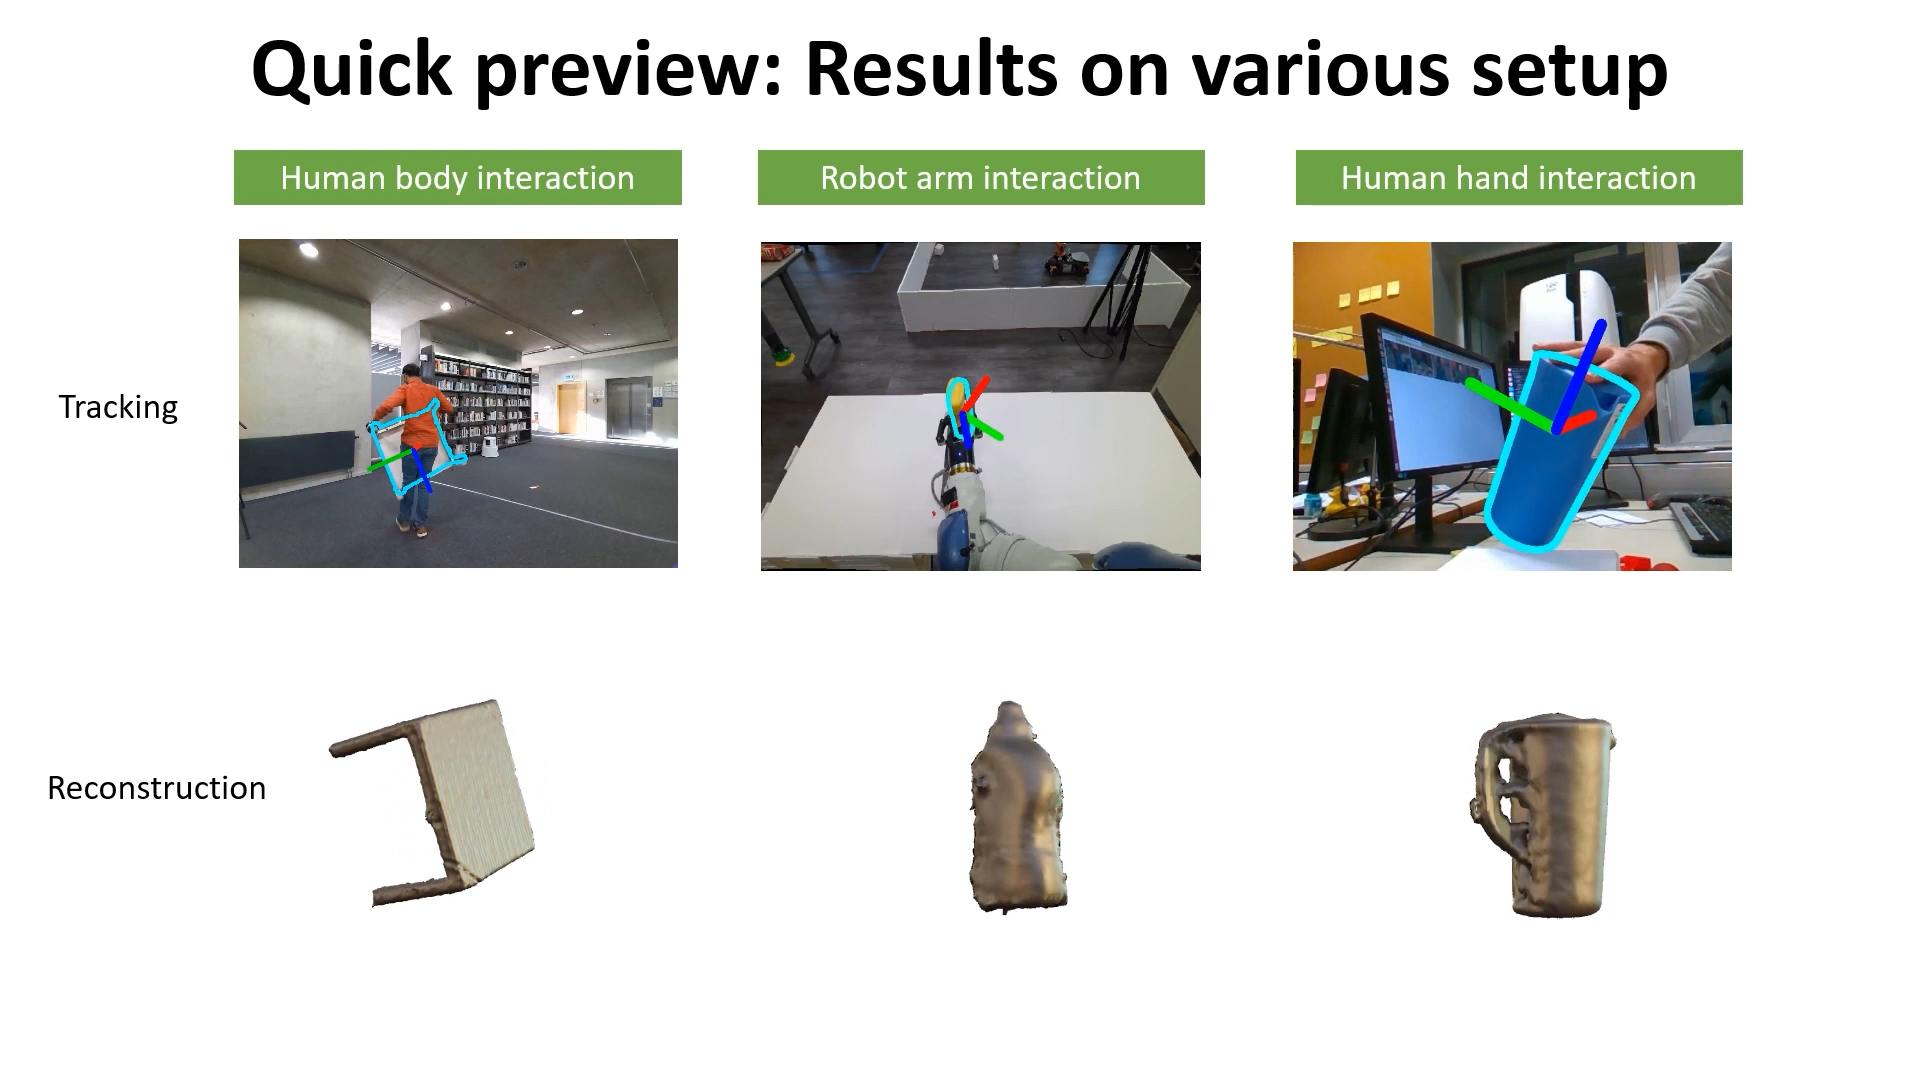 Quick preview: Results on various setup
Human body interaction
Robot arm interaction
Human hand interaction
Tracking
Reconstruction